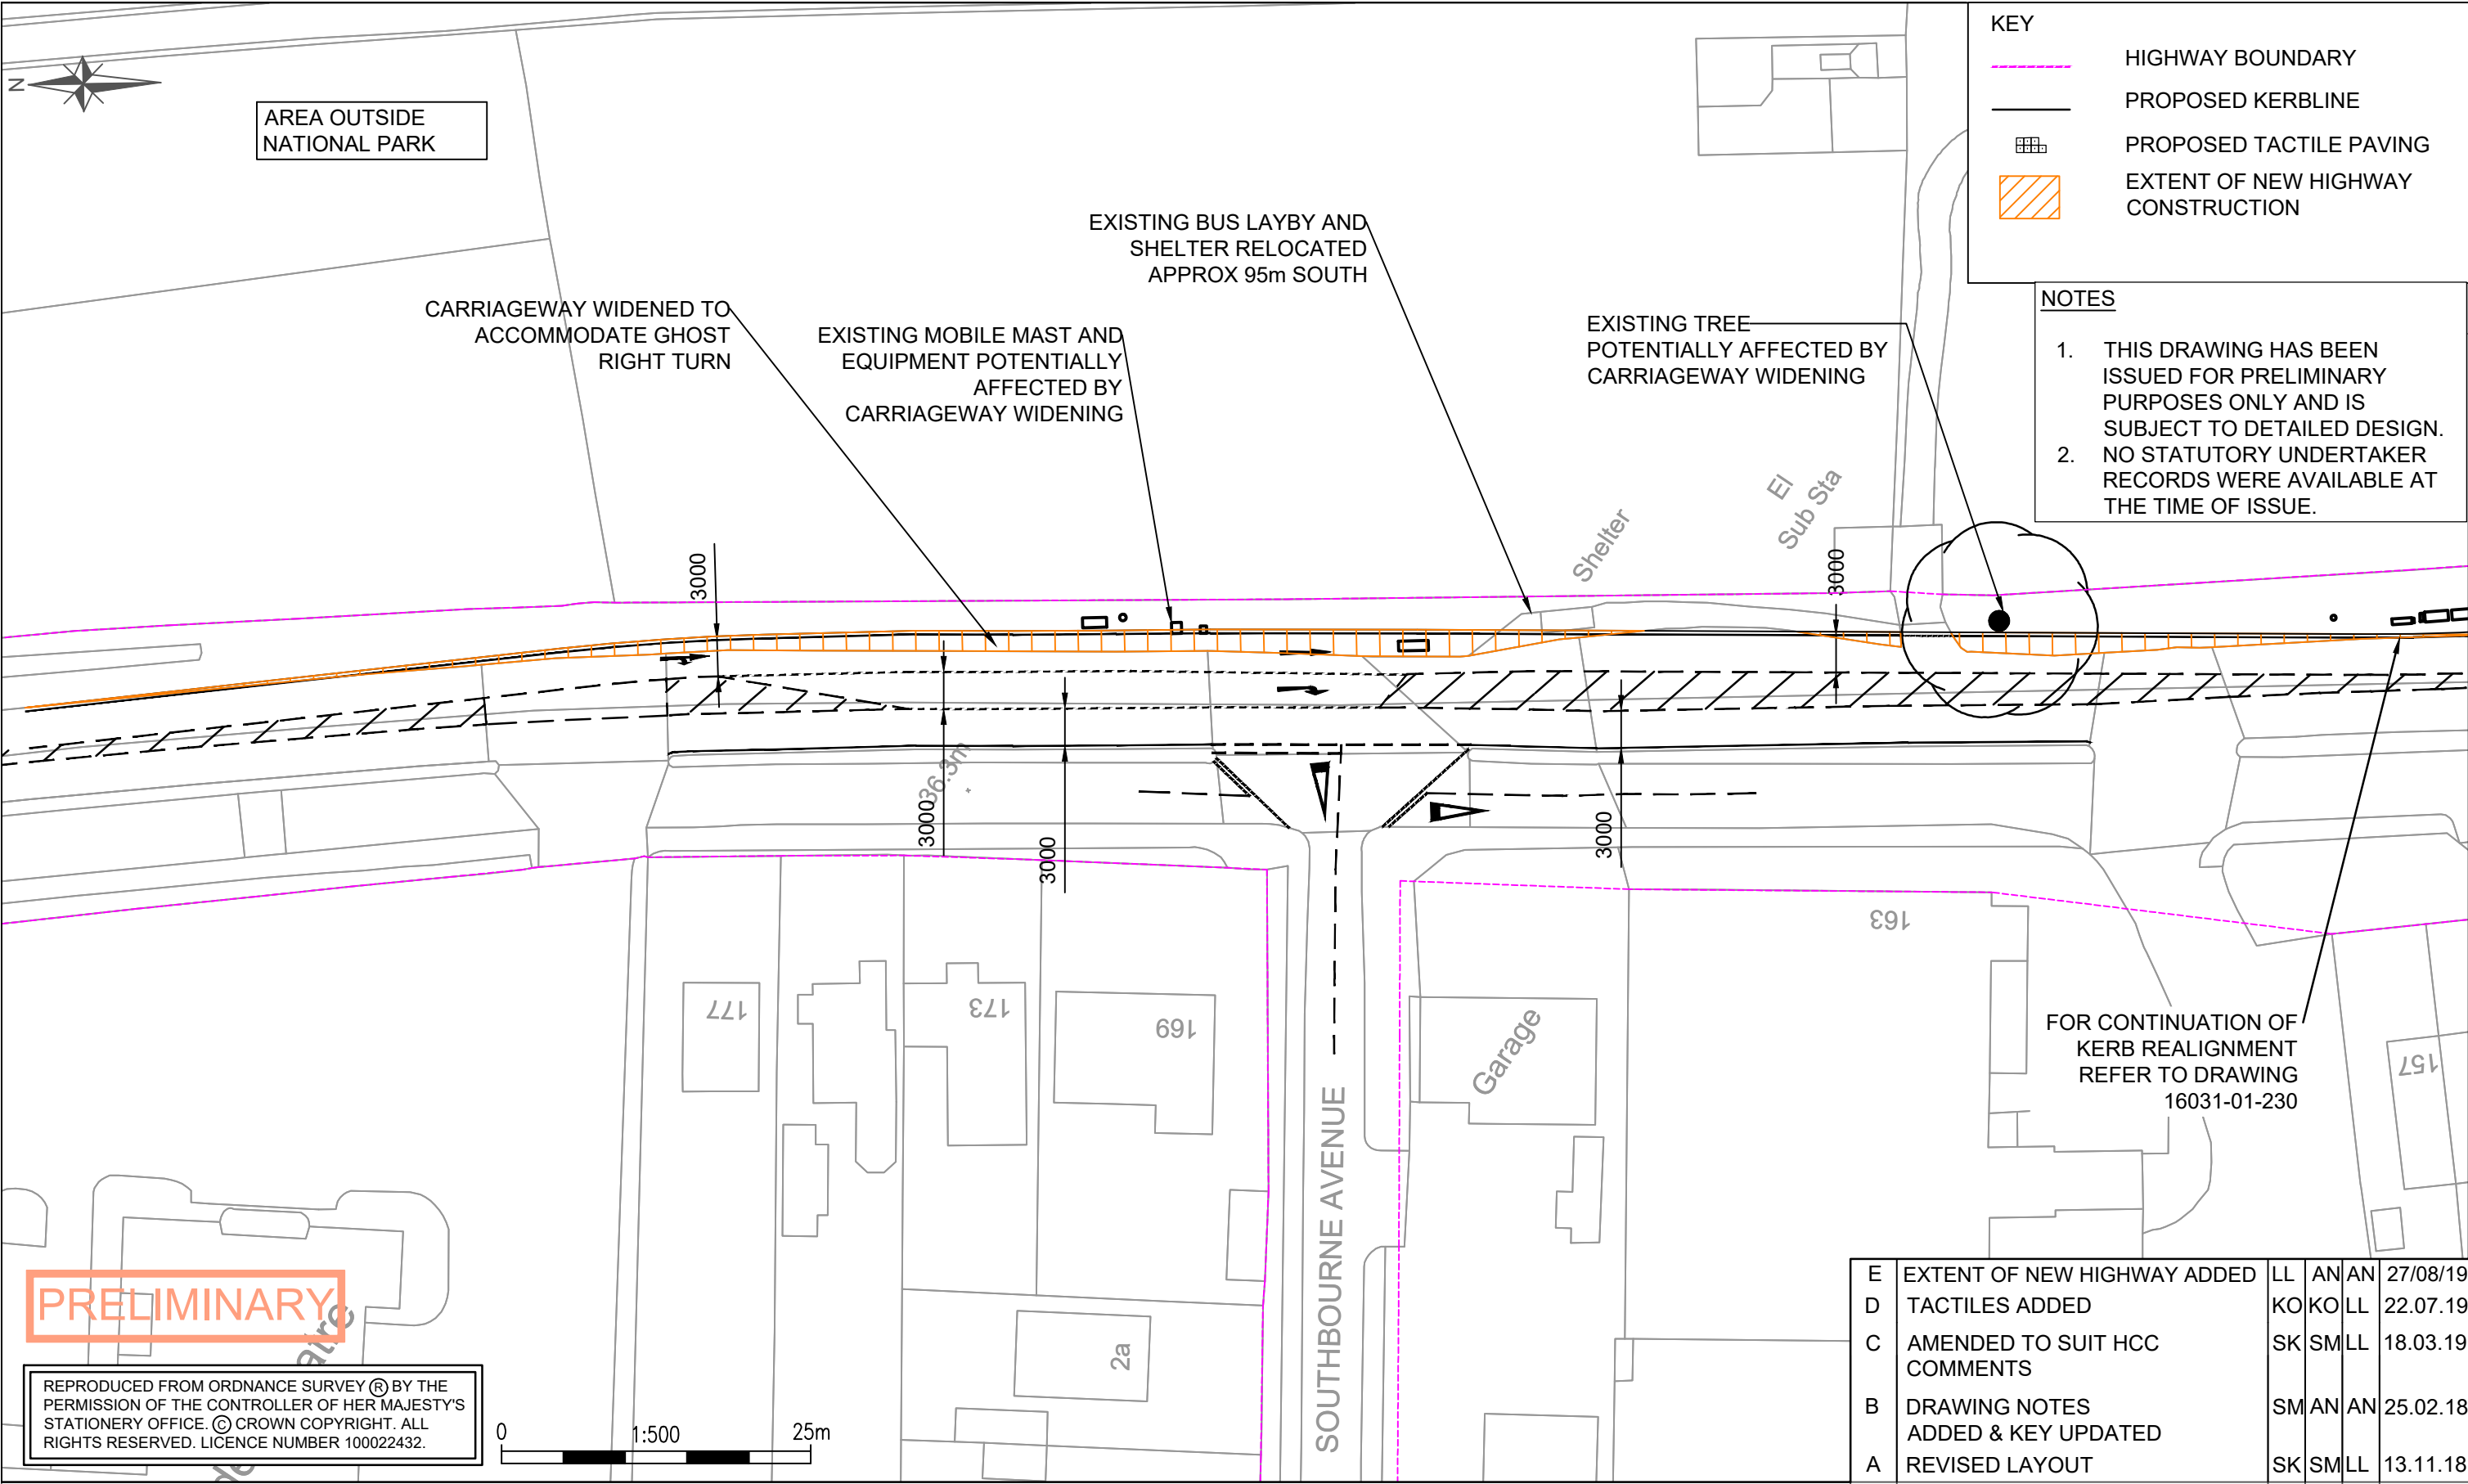 KEY
HIGHWAY BOUNDARY
PROPOSED KERBLINE
PROPOSED TACTILE PAVING
EXTENT OF NEW HIGHWAY
CONSTRUCTION
N
AREA OUTSIDE
NATIONAL PARK
NOTES
1. THIS DRAWING HAS BEEN
ISSUED FOR PRELIMINARY
PURPOSES ONLY AND IS
SUBJECT TO DETAILED DESIGN.
2. NO STATUTORY UNDERTAKER
RECORDS WERE AVAILABLE AT
THE TIME OF ISSUE.
EXISTING BUS LAYBY AND
SHELTER RELOCATED
APPROX 95m SOUTH
CARRIAGEWAY WIDENED TO
ACCOMMODATE GHOST
RIGHT TURN
EXISTING MOBILE MAST AND
EQUIPMENT POTENTIALLY
AFFECTED BY
CARRIAGEWAY WIDENING
EXISTING TREE
POTENTIALLY AFFECTED BY
CARRIAGEWAY WIDENING
El
Sub Sta
Shelter
3000
3000
36.3m
3000
3000
3000
177
173
169
163
157
Garage
SOUTHBOURNE AVENUE
2a
FOR CONTINUATION OF
KERB REALIGNMENT
REFER TO DRAWING
16031-01-230
PRELIMINARY
REPRODUCED FROM ORDNANCE SURVEY ® BY THE
PERMISSION OF THE CONTROLLER OF HER MAJESTY'S
STATIONERY OFFICE. © CROWN COPYRIGHT. ALL
RIGHTS RESERVED. LICENCE NUMBER 100022432.
0 1:500 25m
E EXTENT OF NEW HIGHWAY ADDED LL AN AN 27/08/19
D TACTILES ADDED KO KO LL 22.07.19
C AMENDED TO SUIT HCC SK SM LL 18.03.19
COMMENTS
B DRAWING NOTES SM AN AN 25.02.18
ADDED & KEY UPDATED
A REVISED LAYOUT SK SM LL 13.11.18